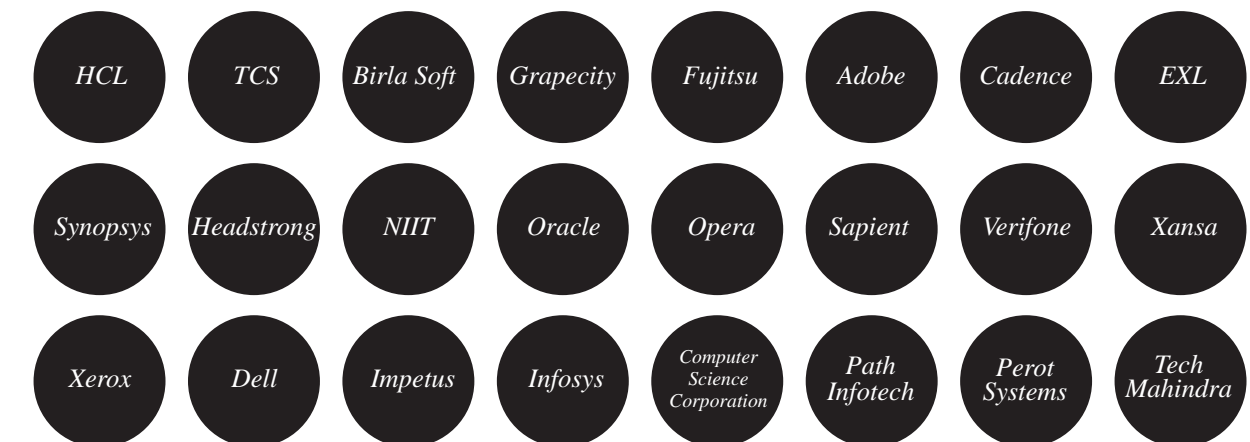 HCL
TCS
Birla Soft
Grapecity
Fujitsu
Adobe
Cadence
EXL
Synopsys
Headstrong
NIIT
Oracle
Opera
Sapient
Verifone
Xansa
Xerox
Dell
Impetus
Infosys
Computer
Science
Corporation
Path
Infotech
Perot
Systems
Tech
Mahindra